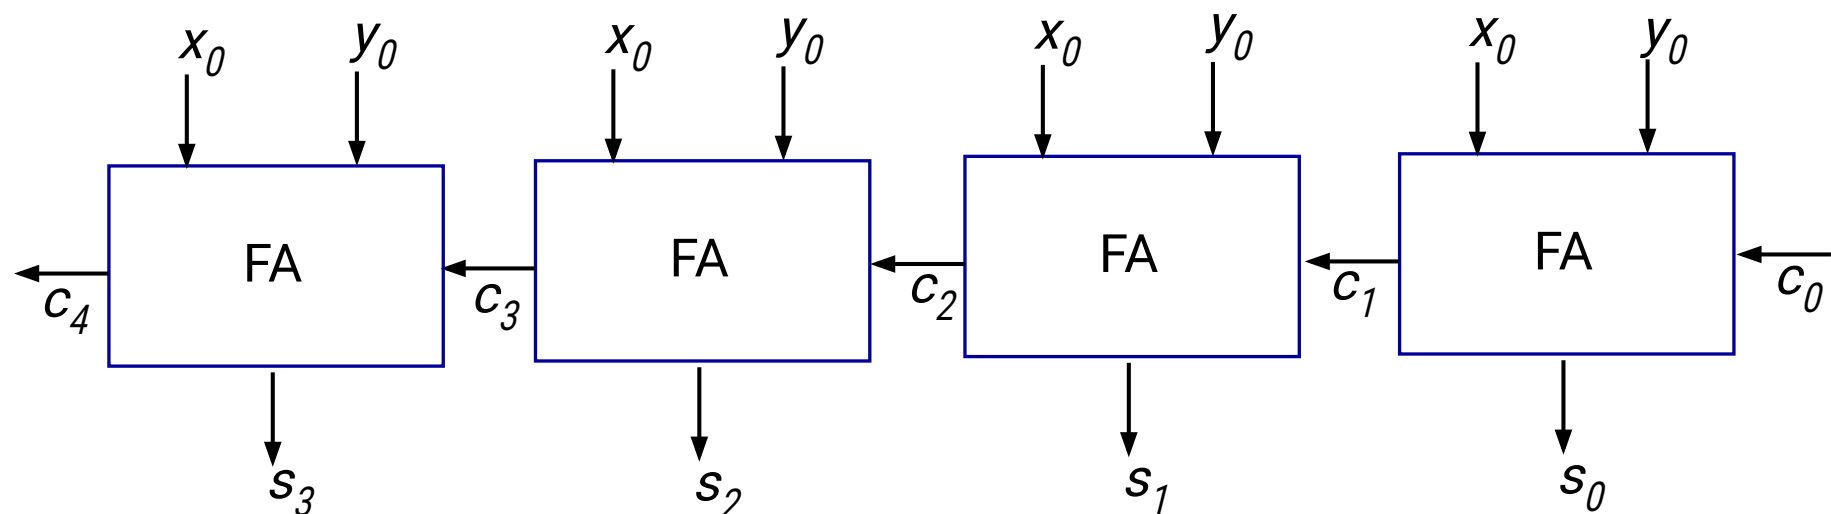 x0 y0 x0 y0 x0 y0 x0 y0
FA FA FA FA
c4 c3 c2 c1 c0
s3 s2 s1 s0